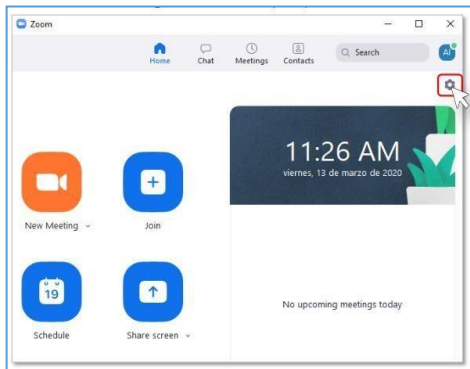 Zoom
Home
Chat
Meetings
Contacts
Search
AI
11:26 AM
viernes, 13 de marzo de 2020
New Meeting
Join
19
Schedule
Share screen
No upcoming meetings today